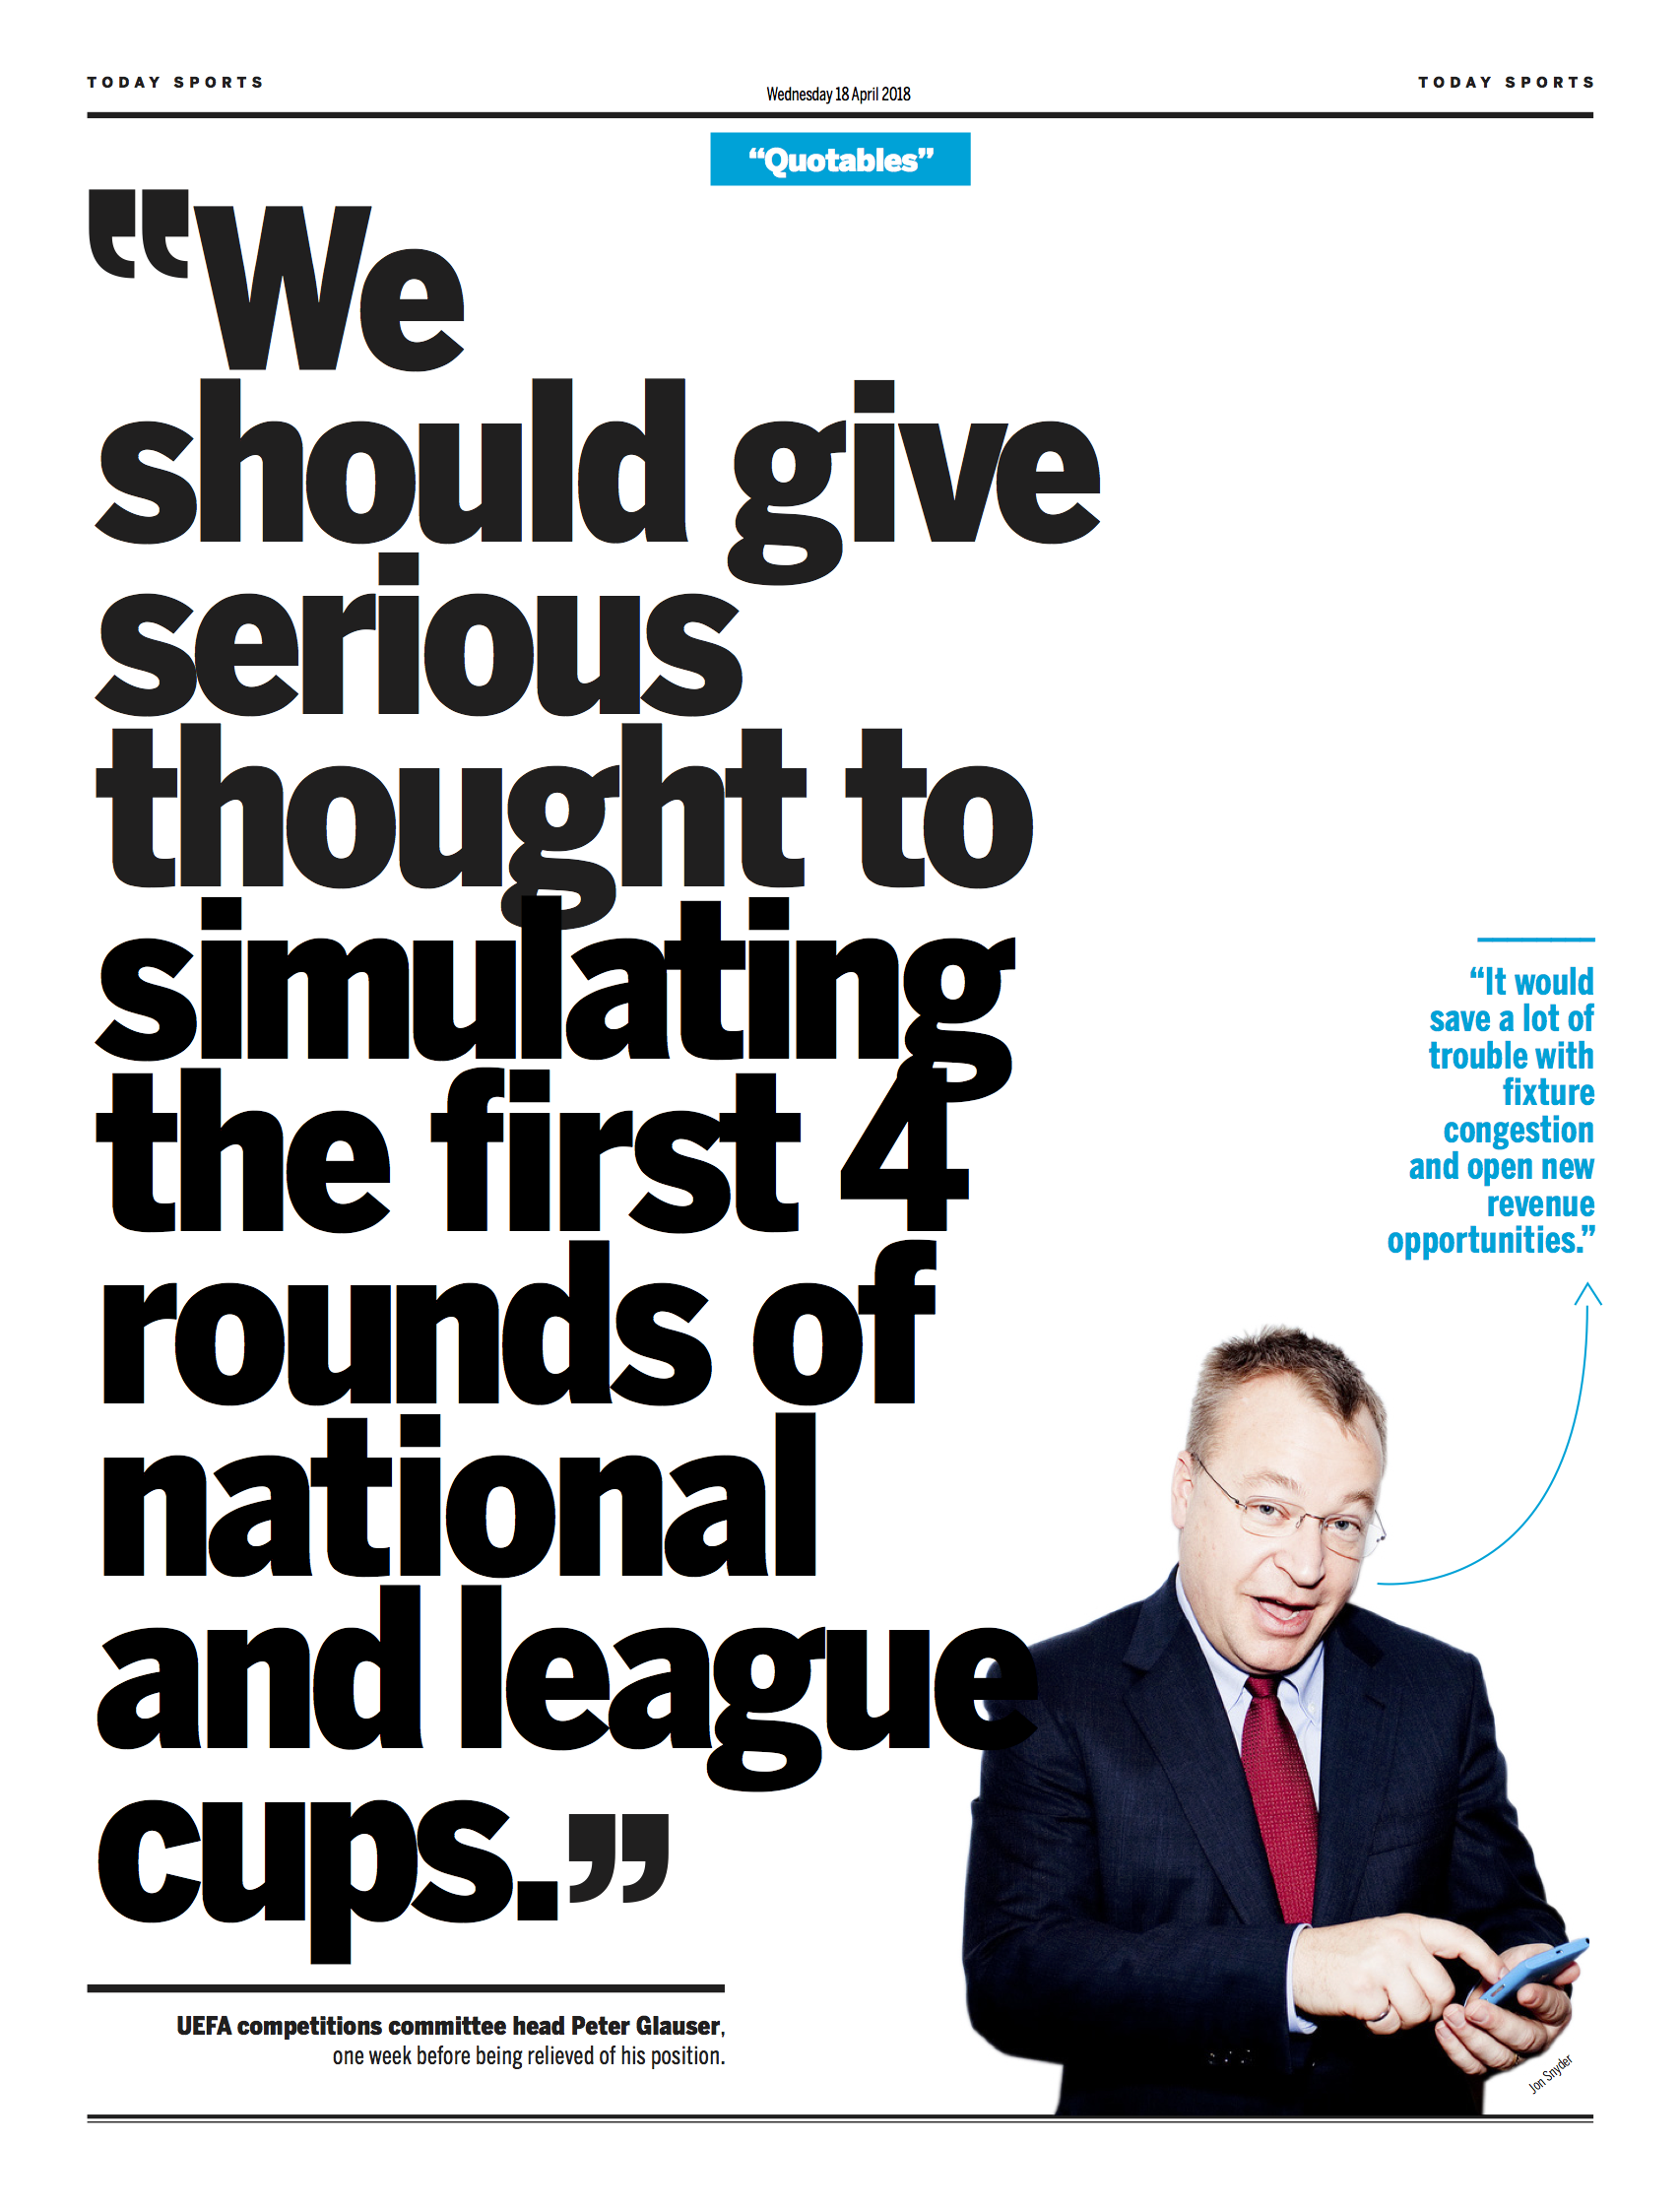 TODAY SPORTS
Wednesday 18 April 2018
TODAY SPORTS
“Quotables”
“We
should give
serious
thought to
simulating
the first 4
rounds of
national
and league
cups.”
“It would
save a lot of
trouble with
fixture
congestion
and open new
revenue
opportunities.”
UEFA competitions committee head Peter Glauser,
one week before being relieved of his position.
Jon Snyder